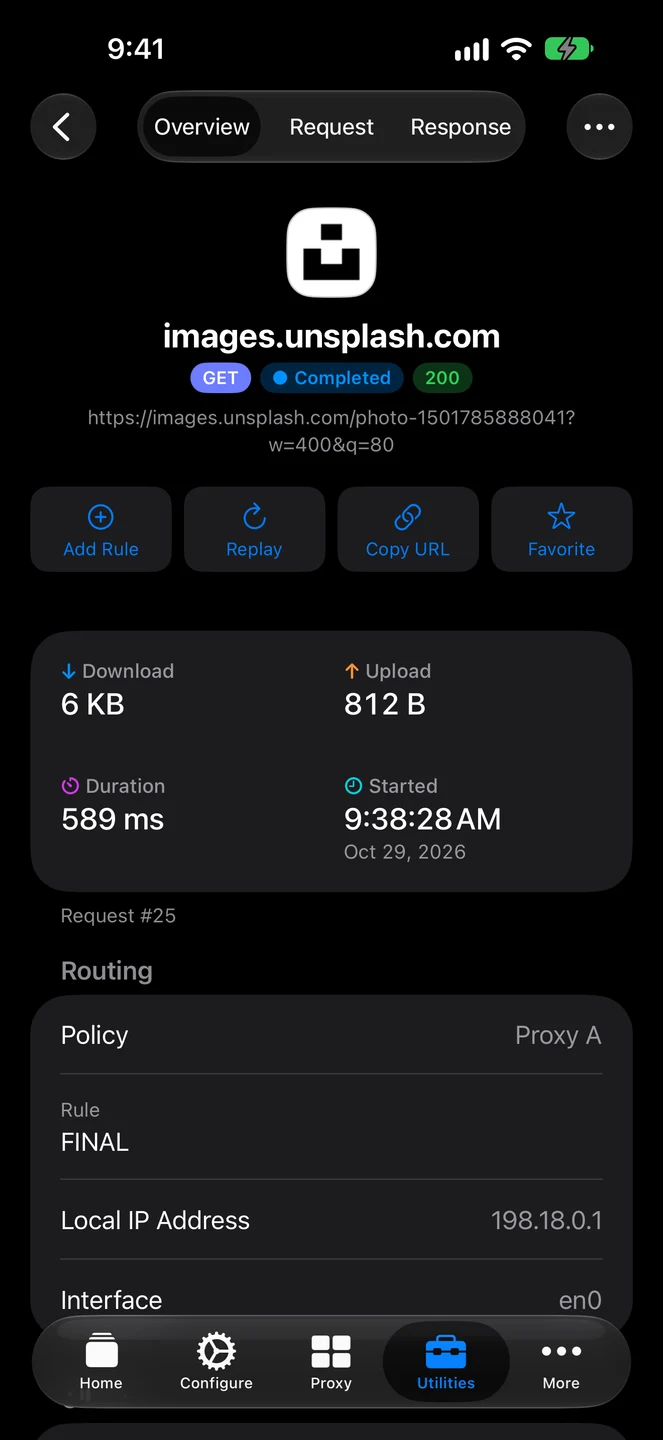 9:41
Overview
Request
Response
images.unsplash.com
GET
Completed
200
https://images.unsplash.com/photo-1501785888041?
w=400&q=80
Add Rule
Replay
Copy URL
Favorite
Download
Upload
6 KB
812 B
Duration
Started
589 ms
9:38:28 AM
Oct 29, 2026
Request #25
Routing
Policy
Proxy A
Rule
FINAL
Local IP Address
198.18.0.1
Interface
en0
Home
Configure
Proxy
Utilities
More